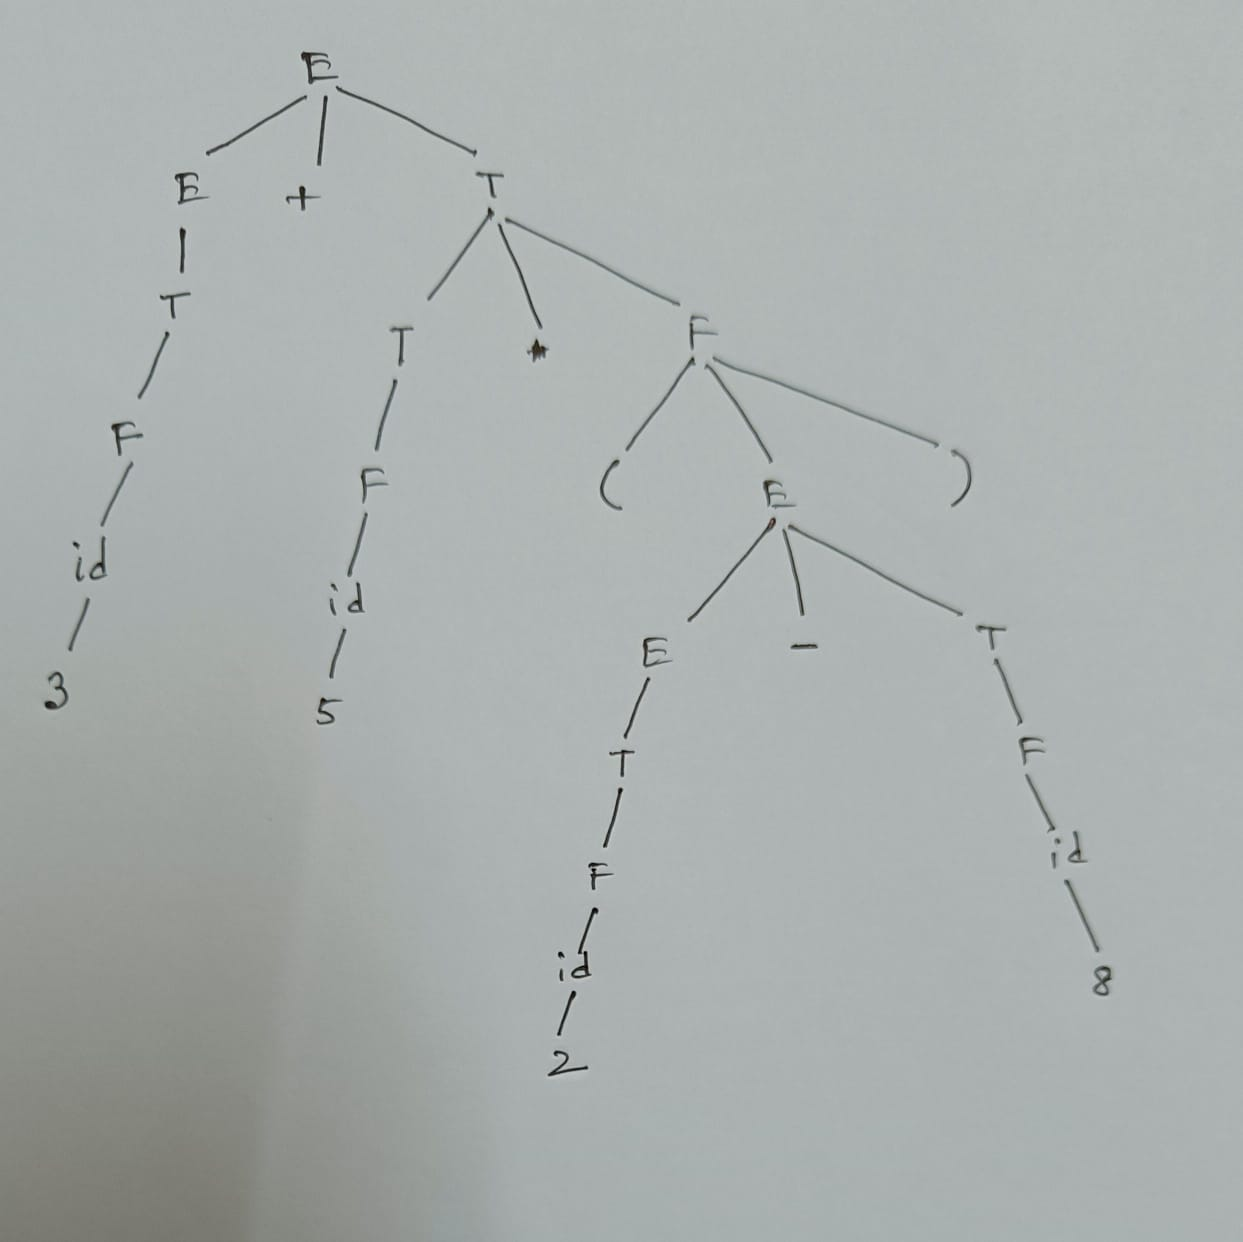 E
E + T
T
T * F
F
F ( E )
id
id E - T
3
5 T F
F id
id 8
2